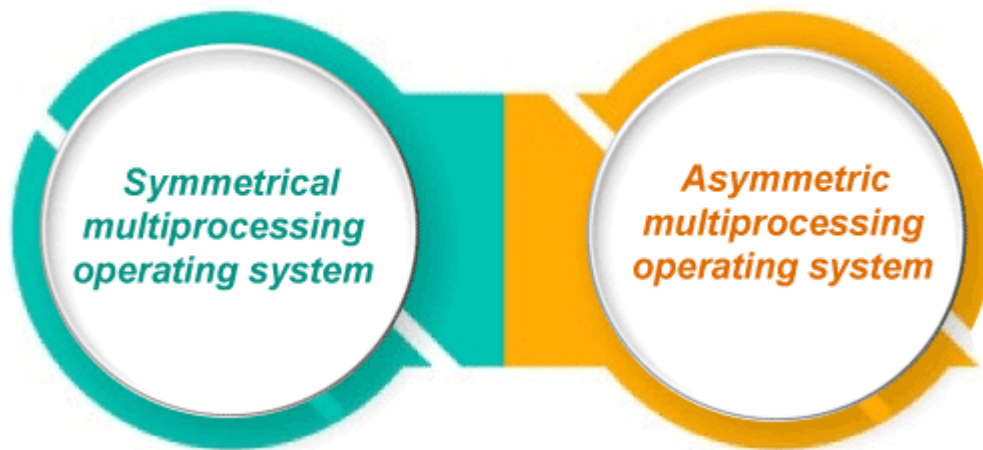 Symmetrical
multiprocessing
operating system
Asymmetric
multiprocessing
operating system